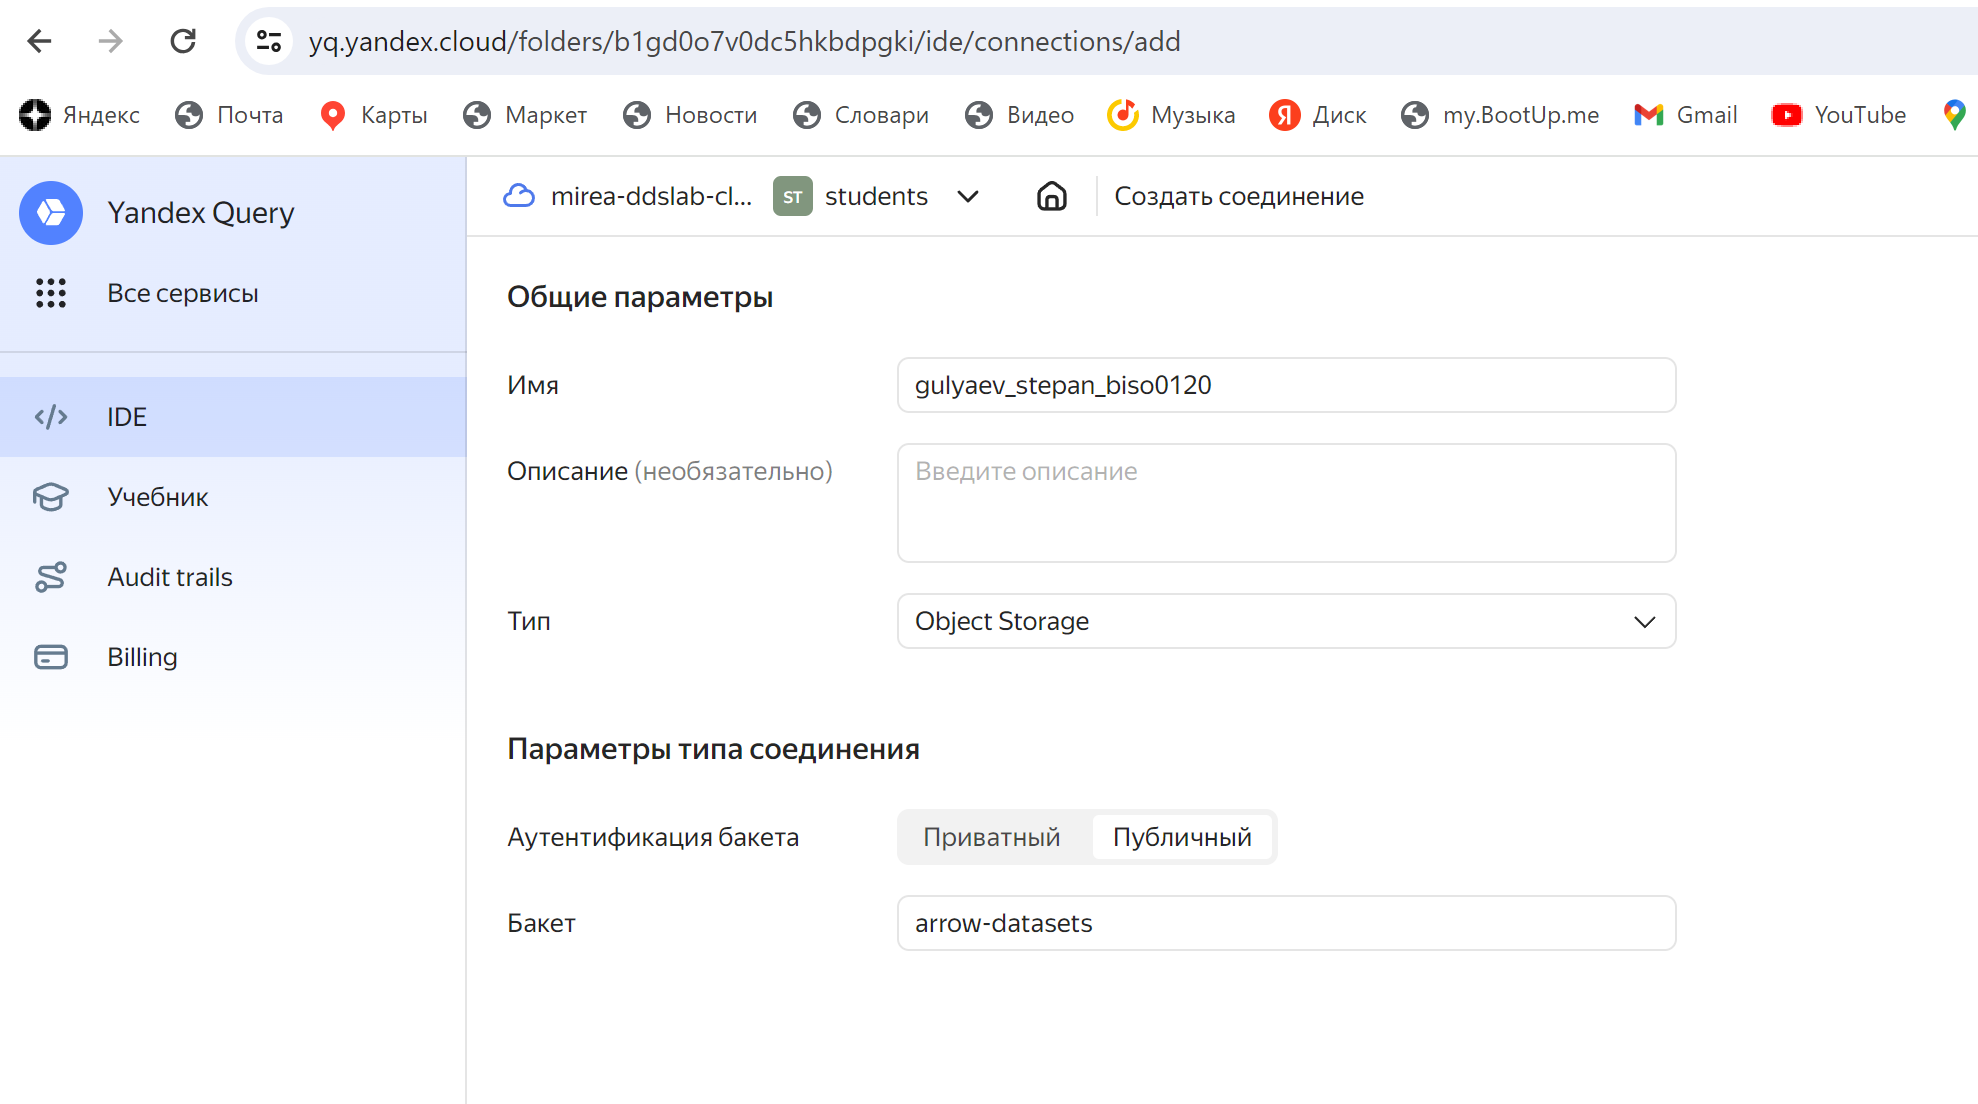 yq.yandex.cloud/folders/b1gd0o7v0dc5hkbdpgki/ide/connections/add
Яндекс Почта Карты Маркет Новости Словари Видео Музыка Я Диск my.BootUp.me Gmail YouTube
Yandex Query
Все сервисы
IDE
Учебник
Audit trails
Billing
mirea-ddslab-cl... ST students Создать соединение
Общие параметры
Имя gulyaev_stepan_biso0120
Описание (необязательно) Введите описание
Тип Object Storage
Параметры типа соединения
Аутентификация бакета Приватный Публичный
Бакет arrow-datasets